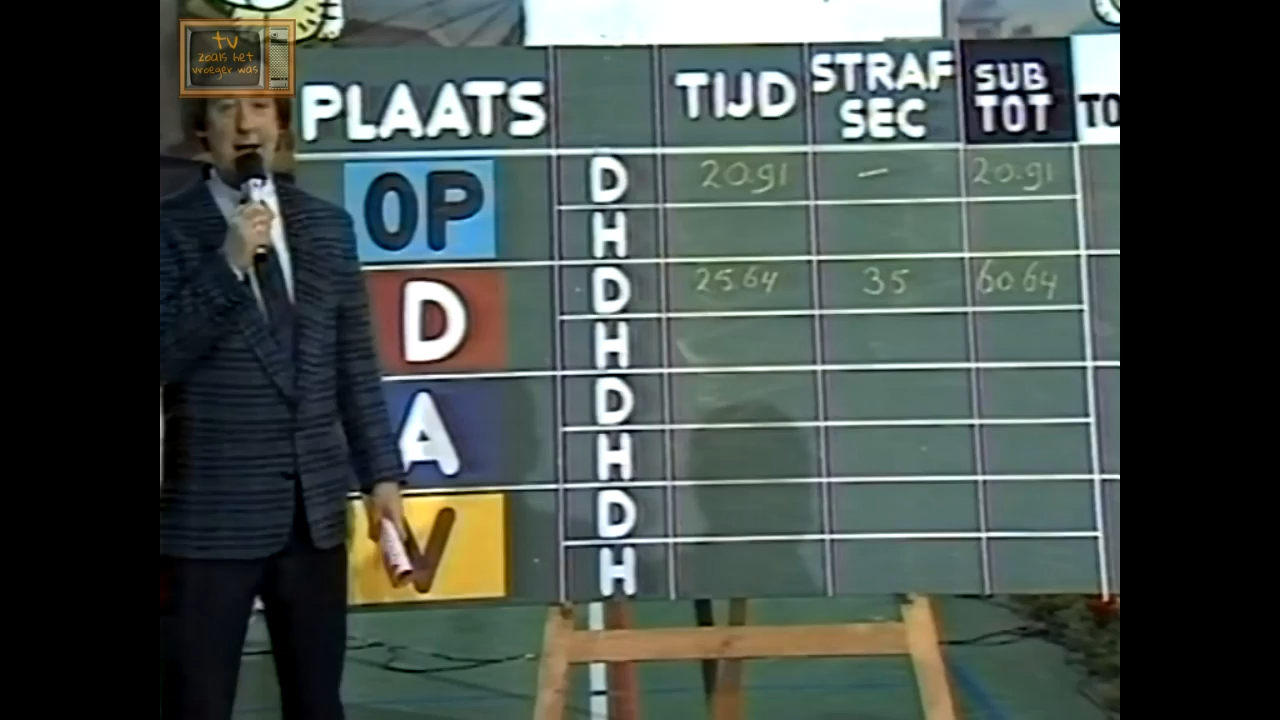 tv
zoals het
vroeger was
PLAATS TIJD STRAF SEC SUB TOT TO
OP D 20.91 – 20.91
H
D D 25.64 35 60.64
H
A D
H
V D
H